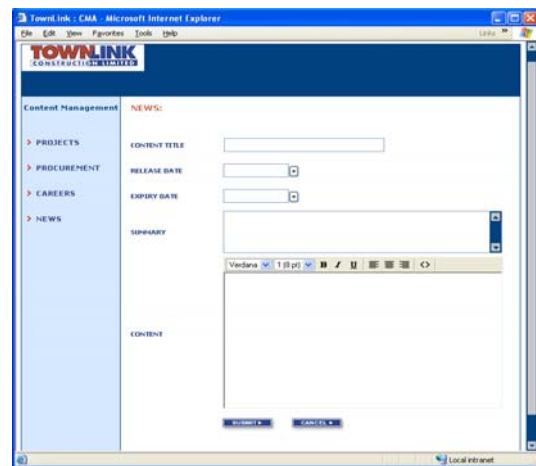 TownLink : CMA - Microsoft Internet Explorer
File Edit View Favorites Tools Help
Links »
TOWNLINK
CONSTRUCTION LIMITED
Content Management
NEWS:
> PROJECTS
CONTENT TITLE
> PROCUREMENT
RELEASE DATE
> CAREERS
EXPIRY DATE
> NEWS
SUMMARY
Verdana 1 (8 pt) B I U <>
CONTENT
SUBMIT CANCEL
Local intranet